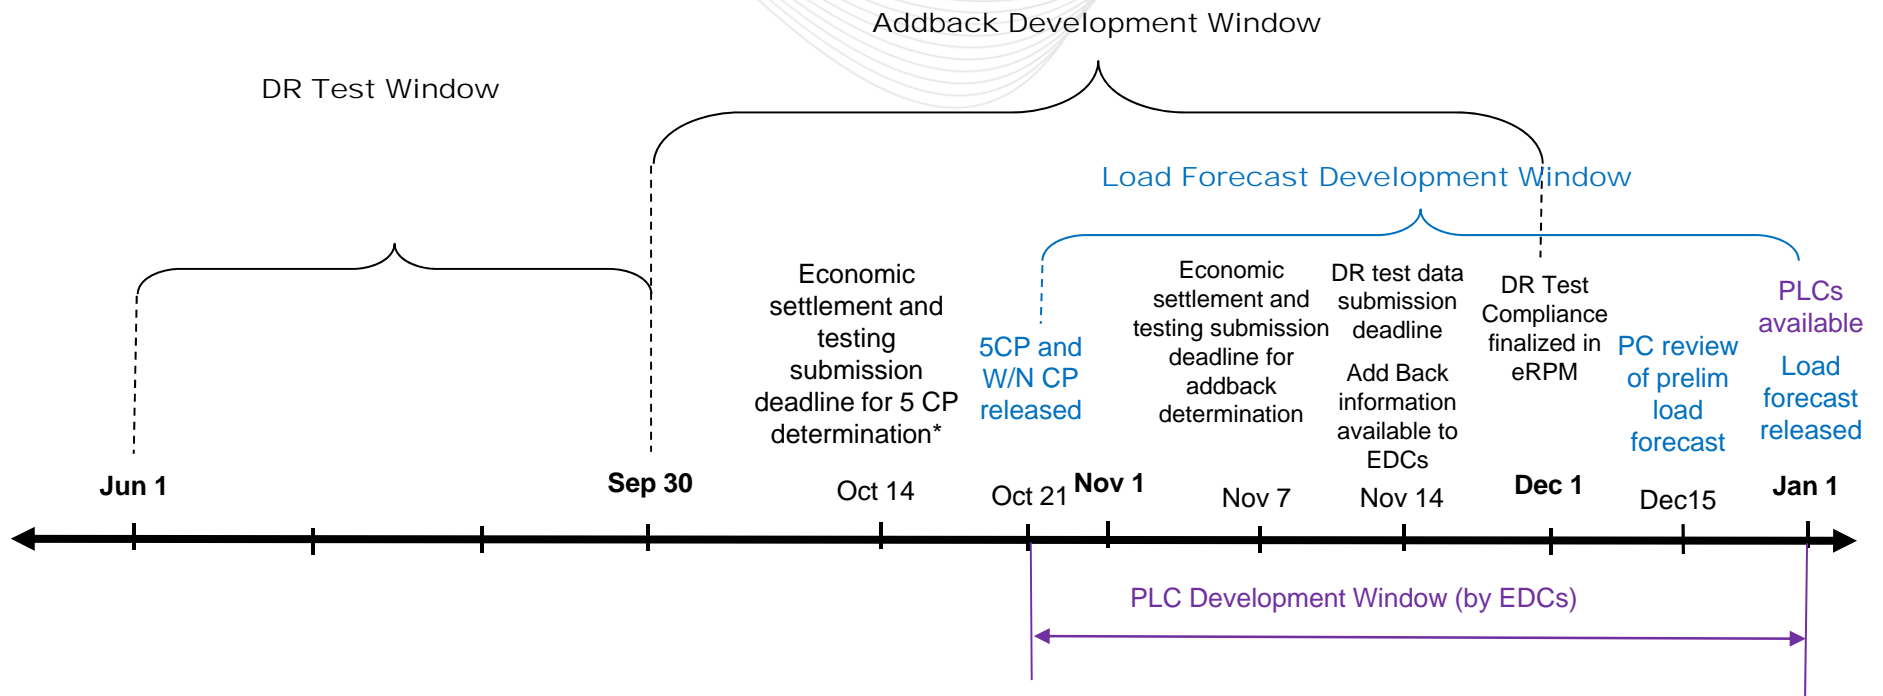 Addback Development Window
DR Test Window
Load Forecast Development Window
Economic
settlement and
testing
submission
deadline for 5 CP
determination*
5CP and
W/N CP
released
Economic
settlement and
testing submission
deadline for
addback
determination
DR test data
submission
deadline
Add Back
information
available to
EDCs
DR Test
Compliance
finalized in
eRPM
PC review
of prelim
load
forecast
PLCs
available
Load
forecast
released
Jun 1
Sep 30
Oct 14
Oct 21
Nov 1
Nov 7
Nov 14
Dec 1
Dec15
Jan 1
PLC Development Window (by EDCs)